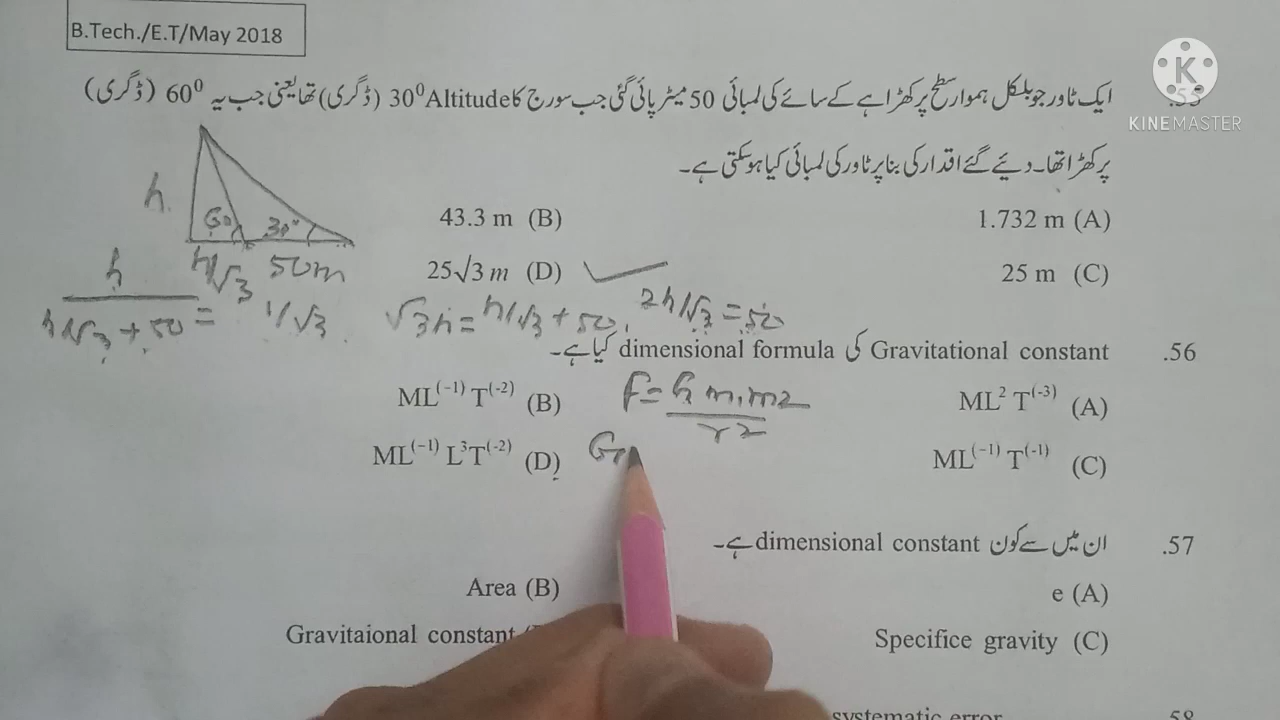 B.Tech./E.T/May 2018
K
KINEMASTER
ایک ٹاور جو بلکل ہموار سطح پر کھڑا ہے کے سائے کی لمبائی 50 میٹر پائی گئی جب سورج کا Altitude 30⁰ (ڈگری) تھا یعنی جب یہ 60⁰ (ڈگری)
پر کھڑا تھا۔ دیئے گئے اقدار کی بنا پر ٹاور کی لمبائی کیا ہو سکتی ہے۔
1.732 m (A) 43.3 m (B)
25 m (C) 25√3 m (D)
h 60 30°
h/√3 50m
h
h/√3 + 50 = 1/√3
√3h = h/√3 + 50, 2h/√3 = 50
.56 Gravitational constant کی dimensional formula کیا ہے۔
ML² T⁽⁻³⁾ (A) ML⁽⁻¹⁾ T⁽⁻²⁾ (B)
F = G m1m2
r2
ML⁽⁻¹⁾ T⁽⁻¹⁾ (C) ML⁽⁻¹⁾ L³T⁽⁻²⁾ (D)
G
.57 ان میں سے کون dimensional constant ہے۔
e (A) Area (B)
Specifice gravity (C) Gravitaional constant
systematic error